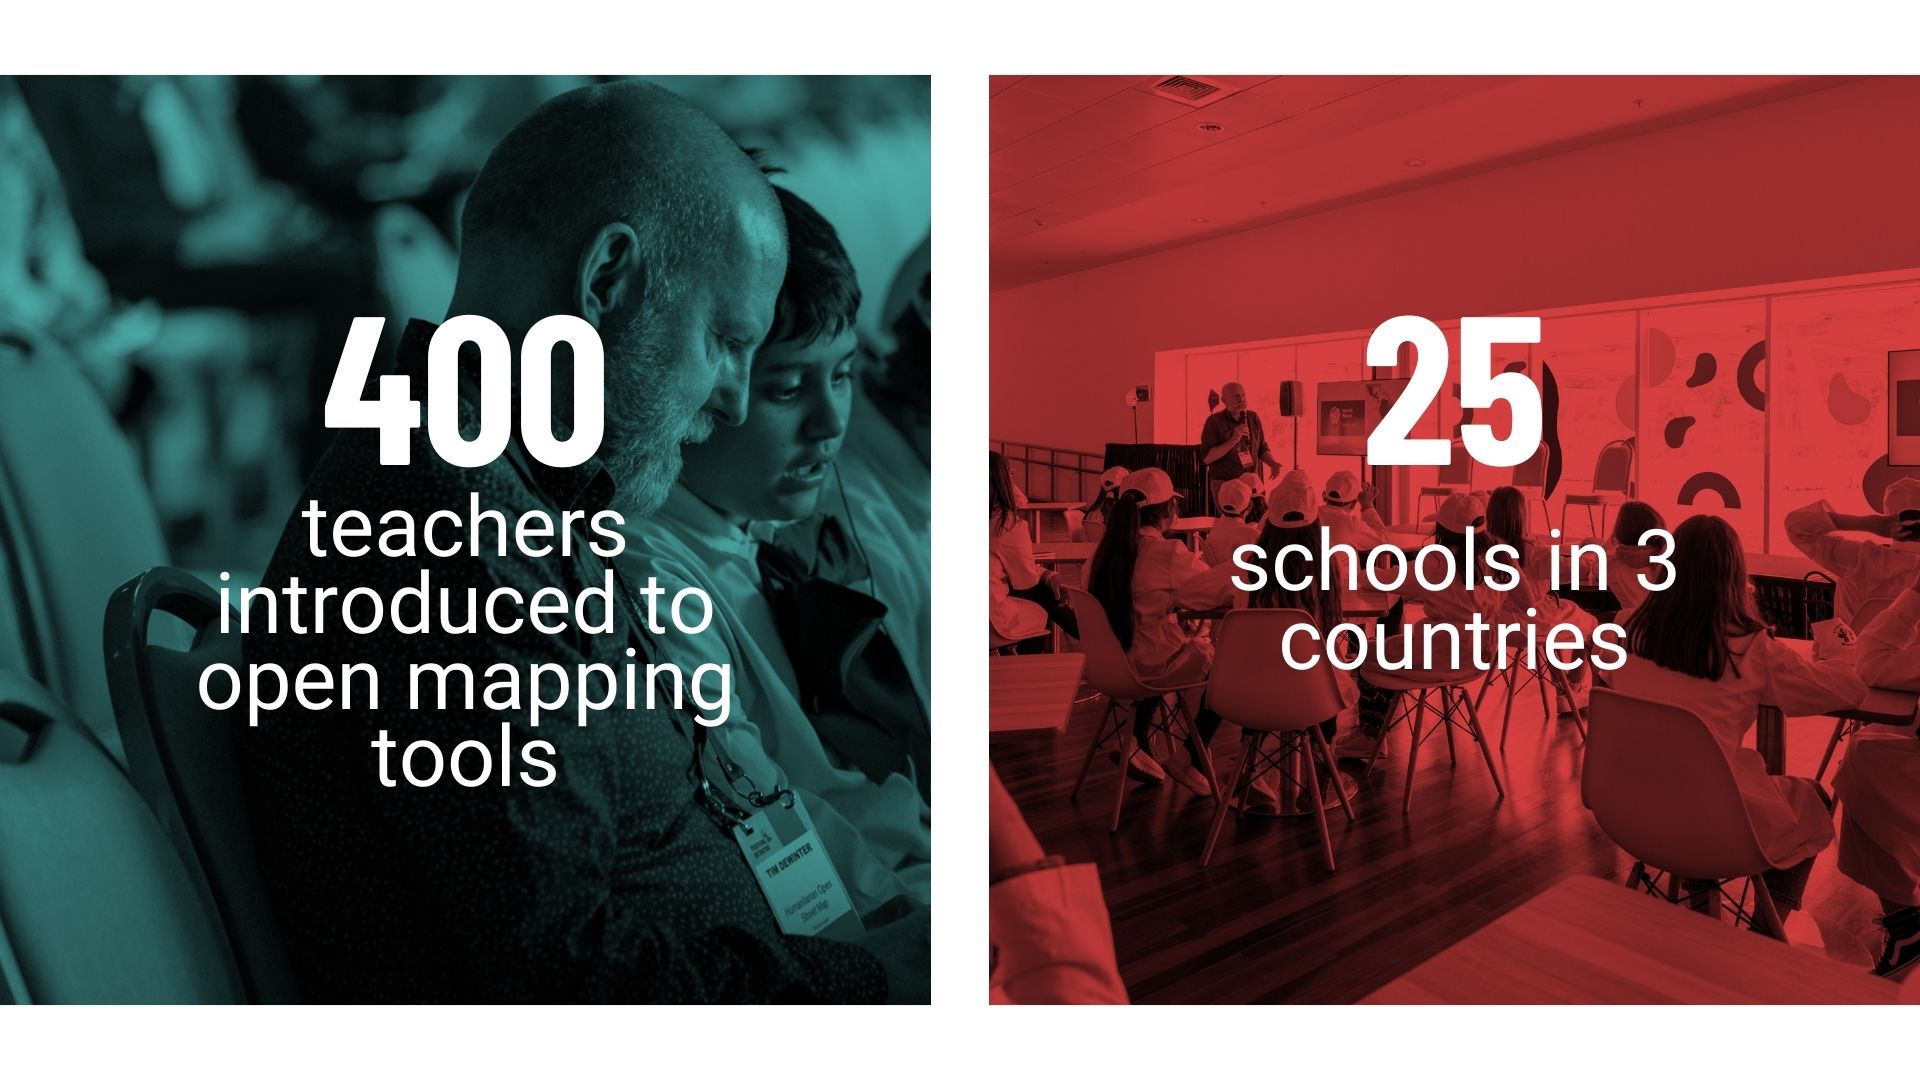 400
teachers
introduced to
open mapping
tools
TIM DEWINTER
Humanitarian Open
Street Map
25
schools in 3
countries